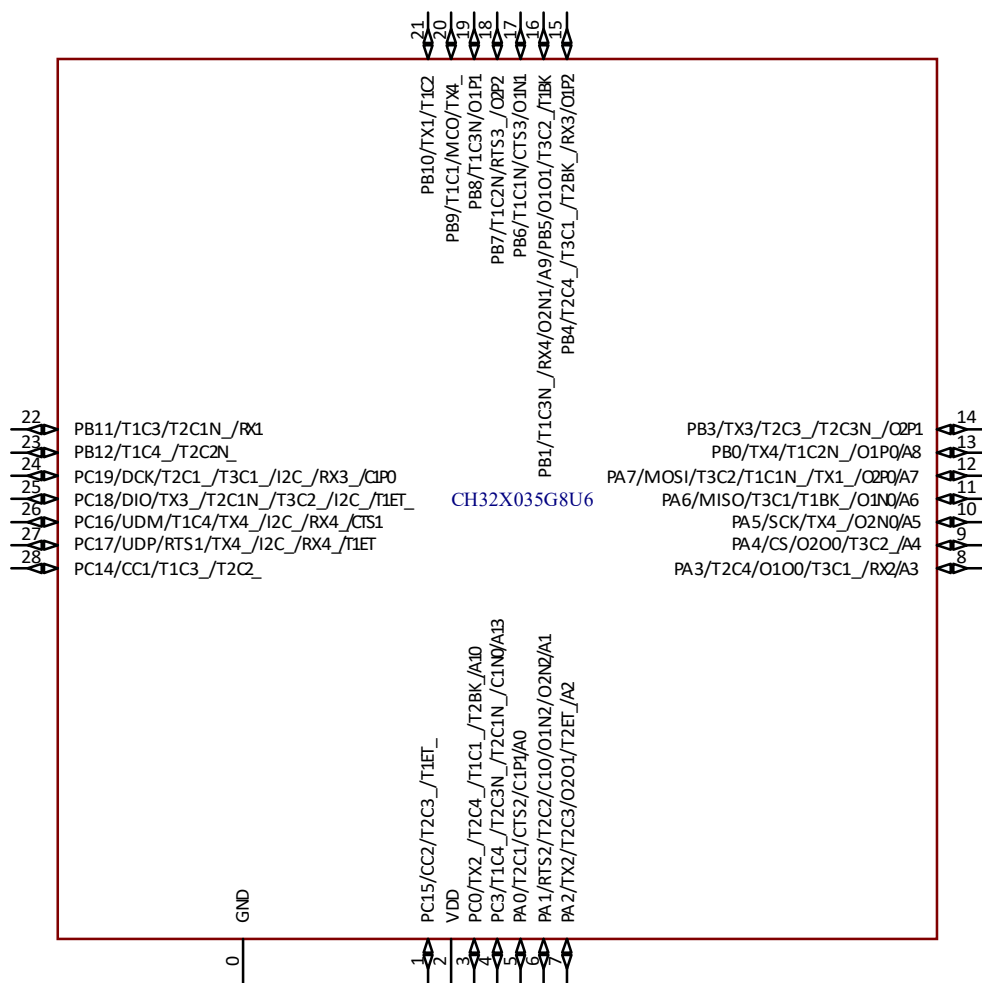 21
20
19
18
17
16
15
PB10/TX1/T1C2
PB9/T1C1/MCO/TX4_
PB8/T1C3N/O1P1
PB7/T1C2N/RTS3_/O2P2
PB6/T1C1N/CTS3/O1N1
PB1/T1C3N_/RX4/O2N1/A9/PB5/O1O1/T3C2_/T1BK
PB4/T2C4_/T3C1_/T2BK_/RX3/O1P2
22 PB11/T1C3/T2C1N_/RX1
23 PB12/T1C4_/T2C2N_
24 PC19/DCK/T2C1_/T3C1_/I2C_/RX3_/C1P0
25 PC18/DIO/TX3_/T2C1N_/T3C2_/I2C_/T1ET_
26 PC16/UDM/T1C4/TX4_/I2C_/RX4_/CTS1
27 PC17/UDP/RTS1/TX4_/I2C_/RX4_/T1ET
28 PC14/CC1/T1C3_/T2C2_
CH32X035G8U6
PB3/TX3/T2C3_/T2C3N_/O2P1 14
PB0/TX4/T1C2N_/O1P0/A8 13
PA7/MOSI/T3C2/T1C1N_/TX1_/O2P0/A7 12
PA6/MISO/T3C1/T1BK_/O1N0/A6 11
PA5/SCK/TX4_/O2N0/A5 10
PA4/CS/O2O0/T3C2_/A4 9
PA3/T2C4/O1O0/T3C1_/RX2/A3 8
GND
PC15/CC2/T2C3_/T1ET_
VDD
PC0/TX2_/T2C4_/T1C1_/T2BK_/A10
PC3/T1C4_/T2C3N_/T2C1N_/C1N0/A13
PA0/T2C1/CTS2/C1P1/A0
PA1/RTS2/T2C2/C1O/O1N2/O2N2/A1
PA2/TX2/T2C3/O2O1/T2ET_/A2
0
1
2
3
4
5
6
7